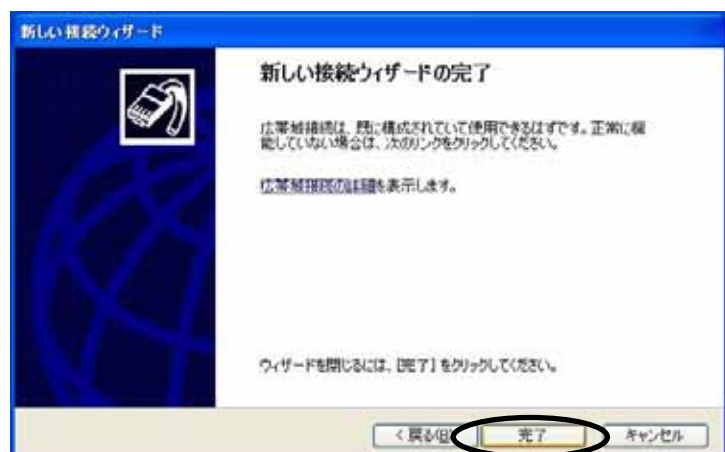 新しい接続ウィザード
新しい接続ウィザードの完了
広帯域接続は、既に構成されていて使用できるはずです。正常に機
能していない場合は、次のリンクをクリックしてください。
広帯域接続の詳細を表示します。
ウィザードを閉じるには、[完了] をクリックしてください。
< 戻る(B) 完了 キャンセル